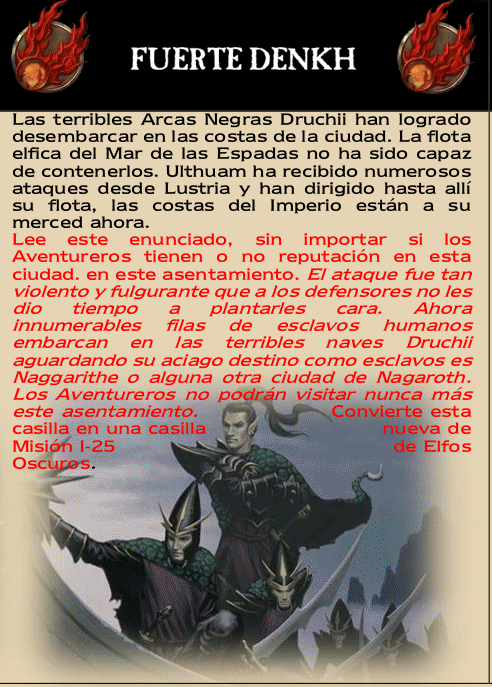 FUERTE DENKH
Las terribles Arcas Negras Druchii han logrado
desembarcar en las costas de la ciudad. La flota
elfica del Mar de las Espadas no ha sido capaz
de contenerlos. Ulthuam ha recibido numerosos
ataques desde Lustria y han dirigido hasta allí
su flota, las costas del Imperio están a su
merced ahora.
Lee este enunciado, sin importar si los
Aventureros tienen o no reputación en esta
ciudad. en este asentamiento. El ataque fue tan
violento y fulgurante que a los defensores no les
dio tiempo a plantarles cara. Ahora
innumerables filas de esclavos humanos
embarcan en las terribles naves Druchii
aguardando su aciago destino como esclavos es
Naggarithe o alguna otra ciudad de Nagaroth.
Los Aventureros no podrán visitar nunca más
este asentamiento. Convierte esta
casilla en una casilla nueva de
Misión I-25 de Elfos
Oscuros.